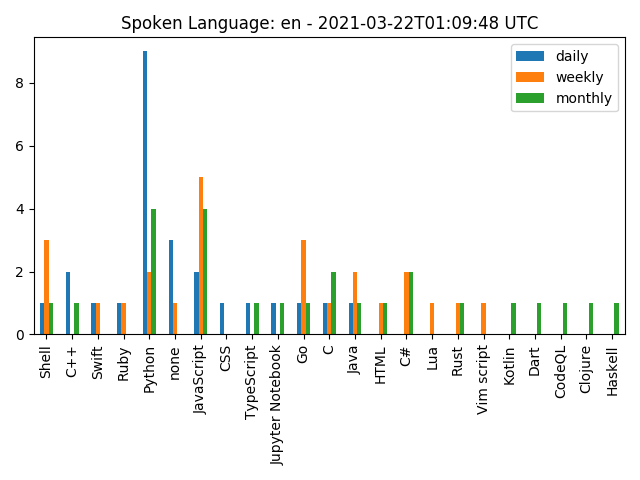 Spoken Language: en - 2021-03-22T01:09:48 UTC
daily
weekly
monthly
8
6
4
2
0
Shell
C++
Swift
Ruby
Python
none
JavaScript
CSS
TypeScript
Jupyter Notebook
Go
C
Java
HTML
C#
Lua
Rust
Vim script
Kotlin
Dart
CodeQL
Clojure
Haskell